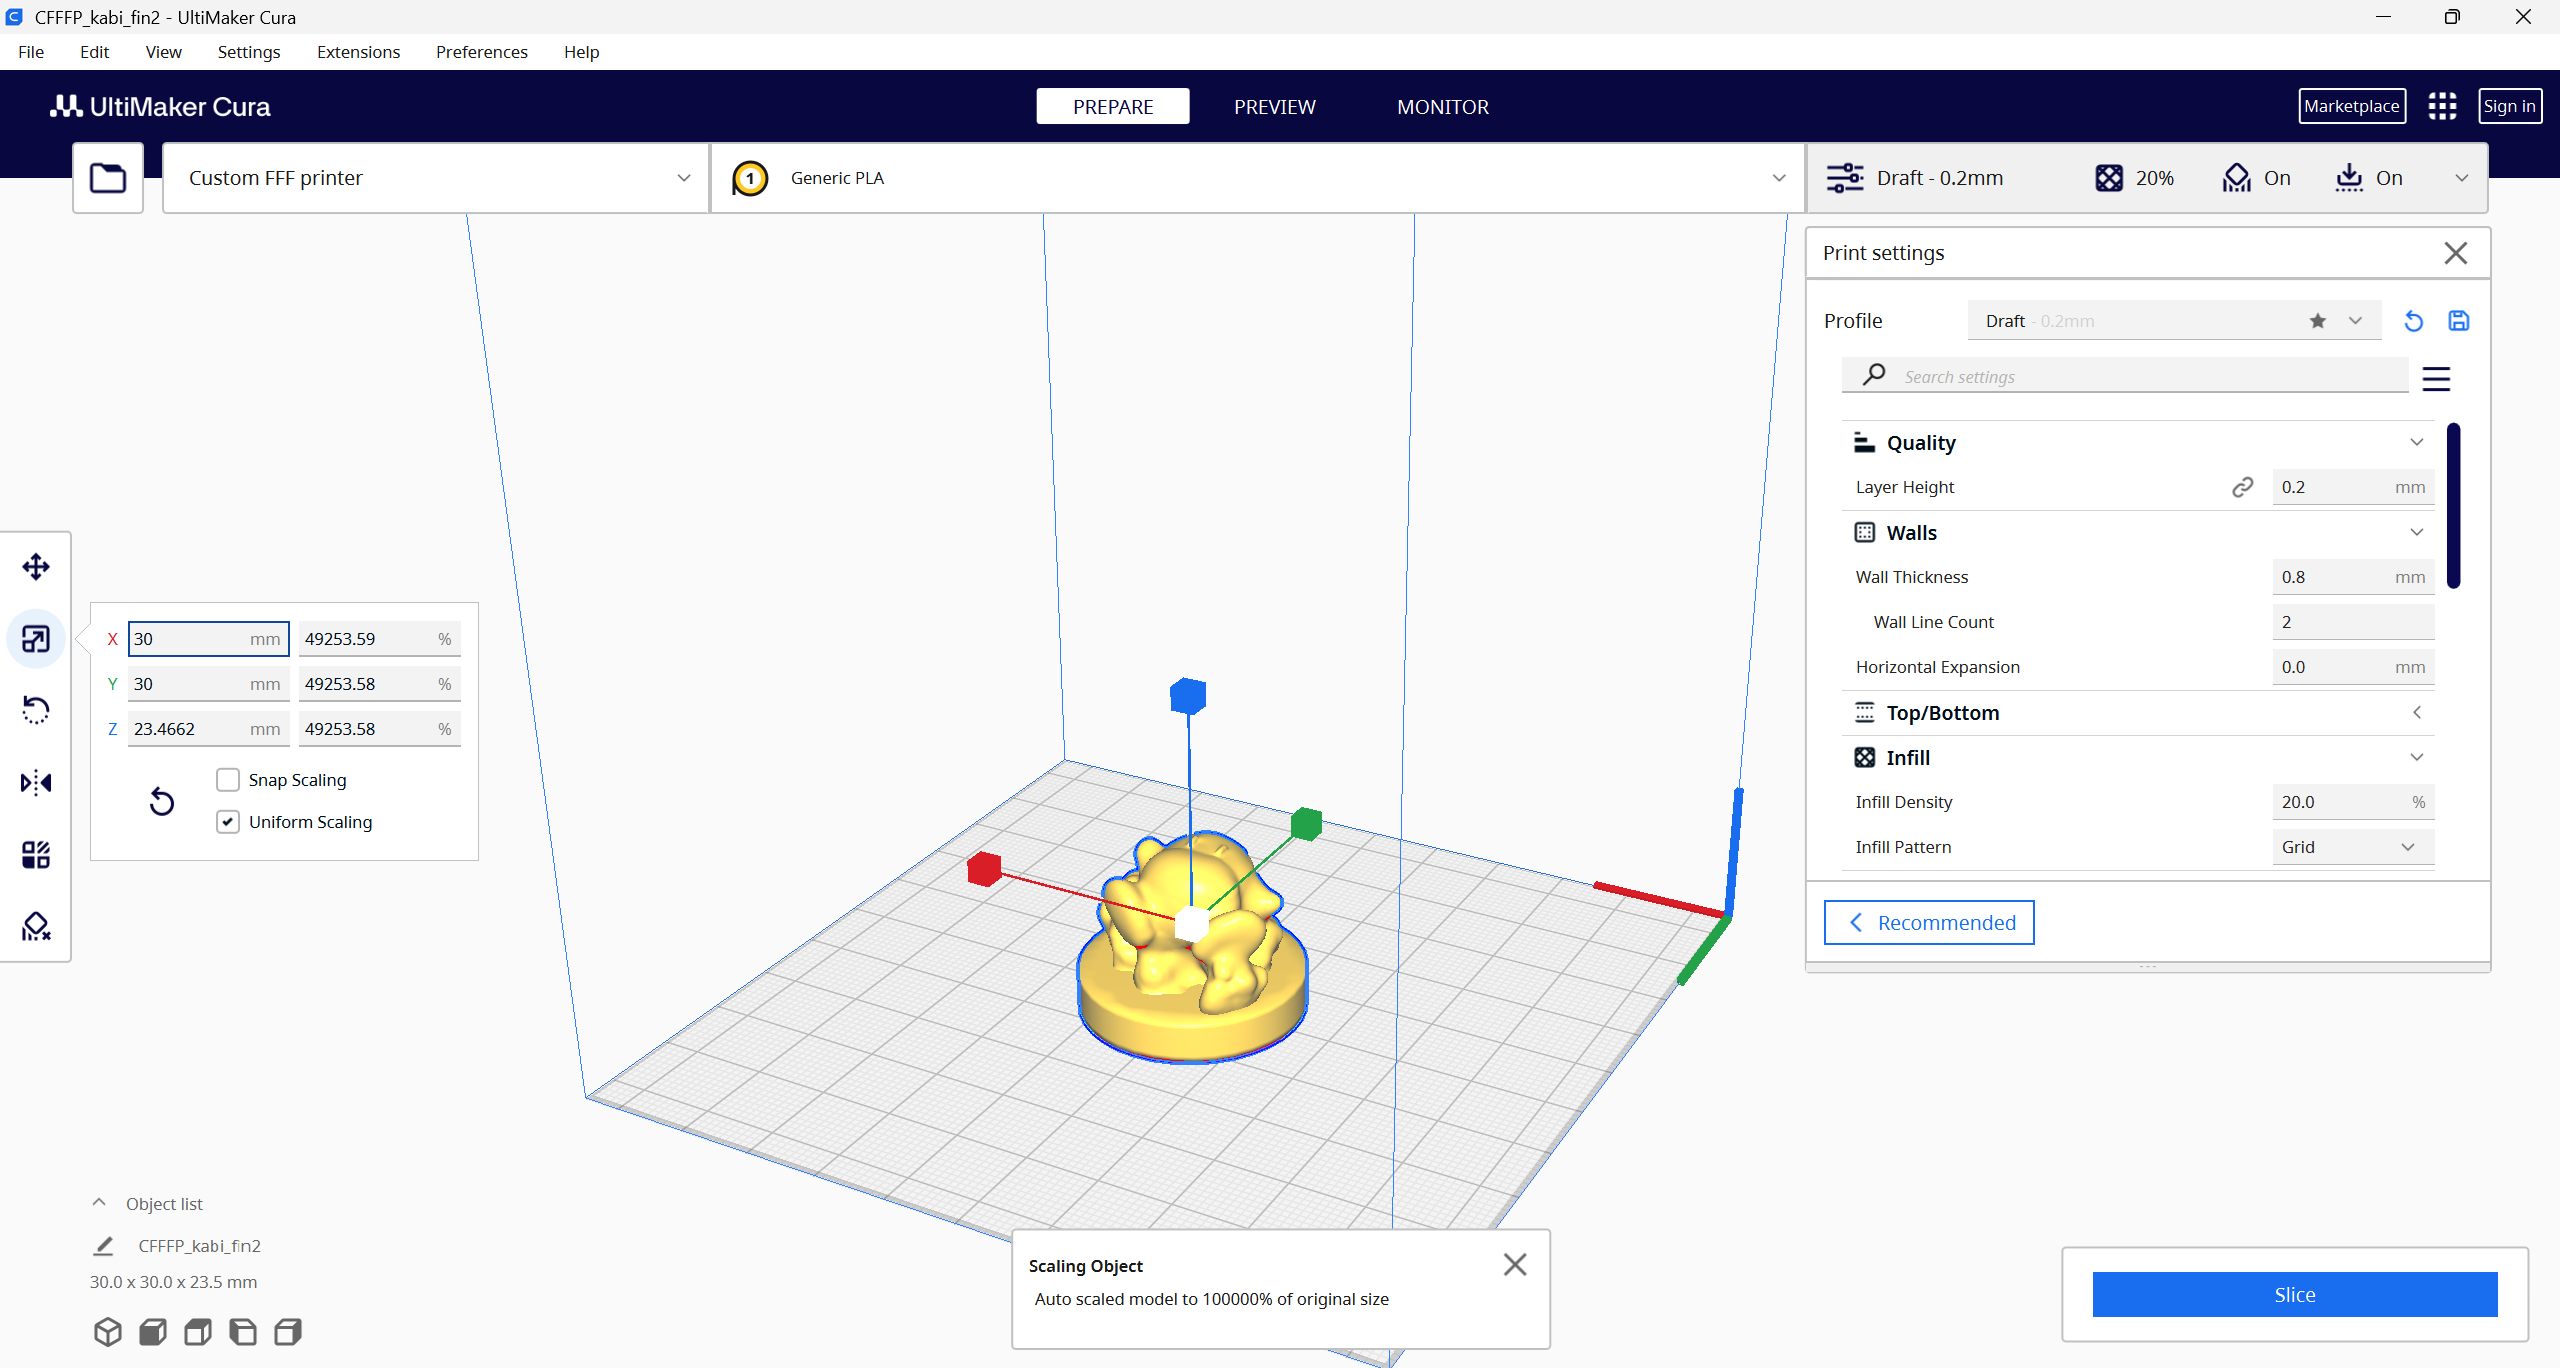 CFFFP_kabi_fin2 - UltiMaker Cura
File Edit View Settings Extensions Preferences Help
UltiMaker Cura
PREPARE PREVIEW MONITOR
Marketplace Sign in
Custom FFF printer
1 Generic PLA
Draft - 0.2mm 20% On On
Print settings
Profile Draft - 0.2mm
Search settings
Quality
Layer Height 0.2 mm
Walls
Wall Thickness 0.8 mm
Wall Line Count 2
Horizontal Expansion 0.0 mm
Top/Bottom
Infill
Infill Density 20.0 %
Infill Pattern Grid
Recommended
X 30 mm 49253.59 %
Y 30 mm 49253.58 %
Z 23.4662 mm 49253.58 %
Snap Scaling
Uniform Scaling
Object list
CFFFP_kabi_fin2
30.0 x 30.0 x 23.5 mm
Scaling Object
Auto scaled model to 100000% of original size
Slice